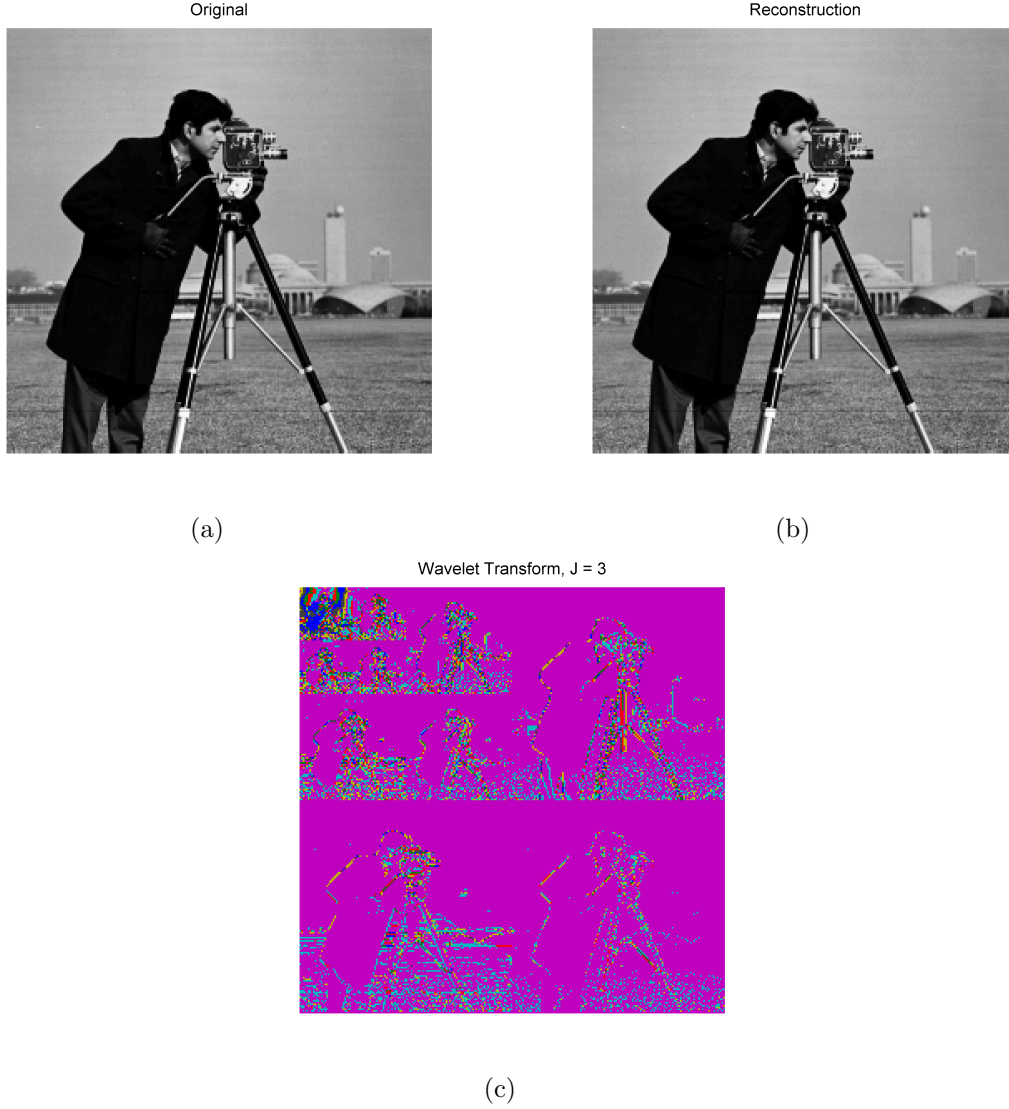 Original
Reconstruction
(a)
(b)
Wavelet Transform, J = 3
(c)